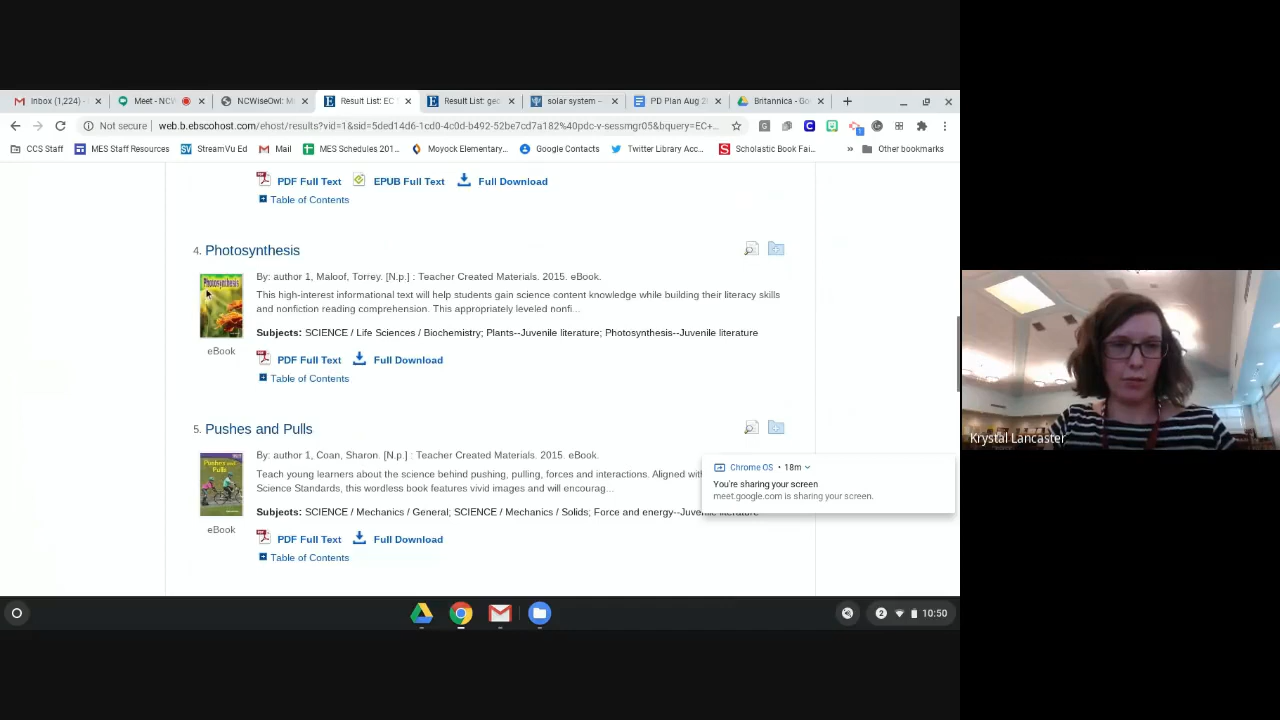 Inbox (1,224) -
Meet - NCW
NCWiseOwl: M
Result List: EC
Result List: geo
solar system –
PD Plan Aug 2
Britannica - Go
Not secure
web.b.ebscohost.com/ehost/results?vid=1&sid=5ded14d6-1cd0-4c0d-b492-52be7cd7a182%40pdc-v-sessmgr05&bquery=EC+...
CCS Staff
MES Staff Resources
StreamVu Ed
Mail
MES Schedules 201...
Moyock Elementary...
Google Contacts
Twitter Library Acc...
Scholastic Book Fai...
»
Other bookmarks
PDF Full Text EPUB Full Text Full Download
Table of Contents
4. Photosynthesis
By: author 1, Maloof, Torrey. [N.p.] : Teacher Created Materials. 2015. eBook.
This high-interest informational text will help students gain science content knowledge while building their literacy skills
and nonfiction reading comprehension. This appropriately leveled nonfi...
Subjects: SCIENCE / Life Sciences / Biochemistry; Plants--Juvenile literature; Photosynthesis--Juvenile literature
Photosynthesis
eBook
PDF Full Text Full Download
Table of Contents
5. Pushes and Pulls
By: author 1, Coan, Sharon. [N.p.] : Teacher Created Materials. 2015. eBook.
Teach young learners about the science behind pushing, pulling, forces and interactions. Aligned with
Science Standards, this wordless book features vivid images and will encourag...
Subjects: SCIENCE / Mechanics / General; SCIENCE / Mechanics / Solids; Force and energy--Juvenile literature
Pushes and
Pulls
eBook
PDF Full Text Full Download
Table of Contents
Chrome OS • 18m
You're sharing your screen
meet.google.com is sharing your screen.
2
10:50
Krystal Lancaster